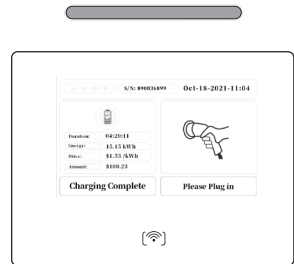 S/N: 890036899 Oct-18-2021-11:04
Duration: 04:20:11
Energy: 15.15 kWh
Price: $1.53 /kWh
Amount: $100.23
Charging Complete
Please Plug in